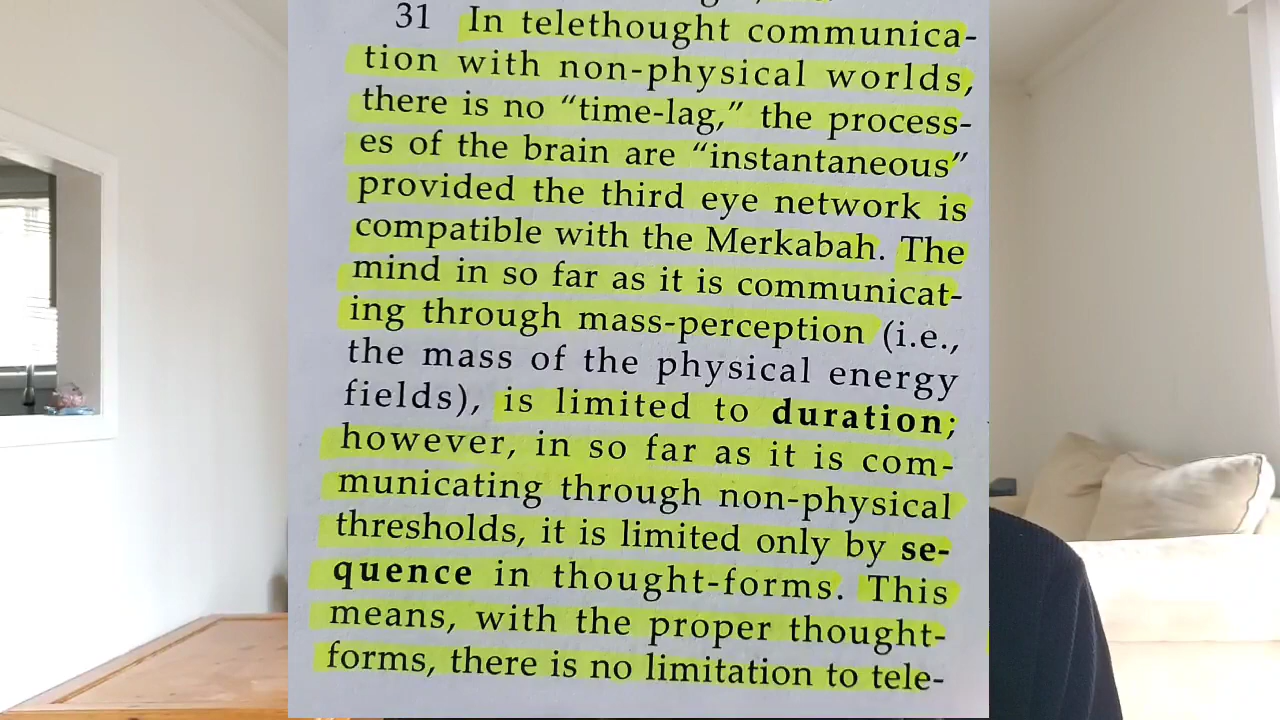 31 In telethought communica-
tion with non-physical worlds,
there is no “time-lag,” the process-
es of the brain are “instantaneous”
provided the third eye network is
compatible with the Merkabah. The
mind in so far as it is communicat-
ing through mass-perception (i.e.,
the mass of the physical energy
fields), is limited to duration;
however, in so far as it is com-
municating through non-physical
thresholds, it is limited only by se-
quence in thought-forms. This
means, with the proper thought-
forms, there is no limitation to tele-